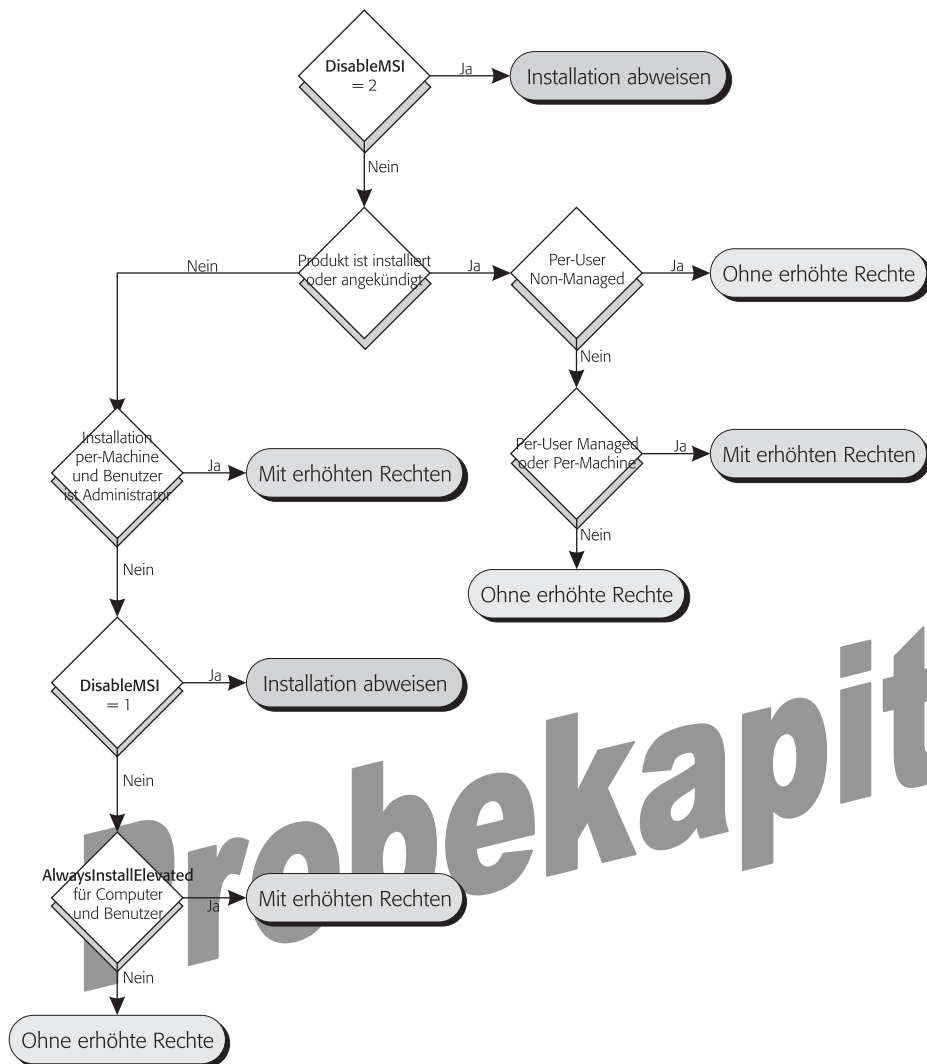 DisableMSI
= 2
Ja
Installation abweisen
Nein
Produkt ist installiert
oder angekündigt
Nein
Ja
Per-User
Non-Managed
Ja
Ohne erhöhte Rechte
Nein
Per-User Managed
oder Per-Machine
Ja
Mit erhöhten Rechten
Nein
Ohne erhöhte Rechte
Installation
per-Machine
und Benutzer
ist Administrator
Ja
Mit erhöhten Rechten
Nein
DisableMSI
= 1
Ja
Installation abweisen
Nein
AlwaysInstallElevated
für Computer
und Benutzer
Ja
Mit erhöhten Rechten
Nein
Ohne erhöhte Rechte
Probekapit